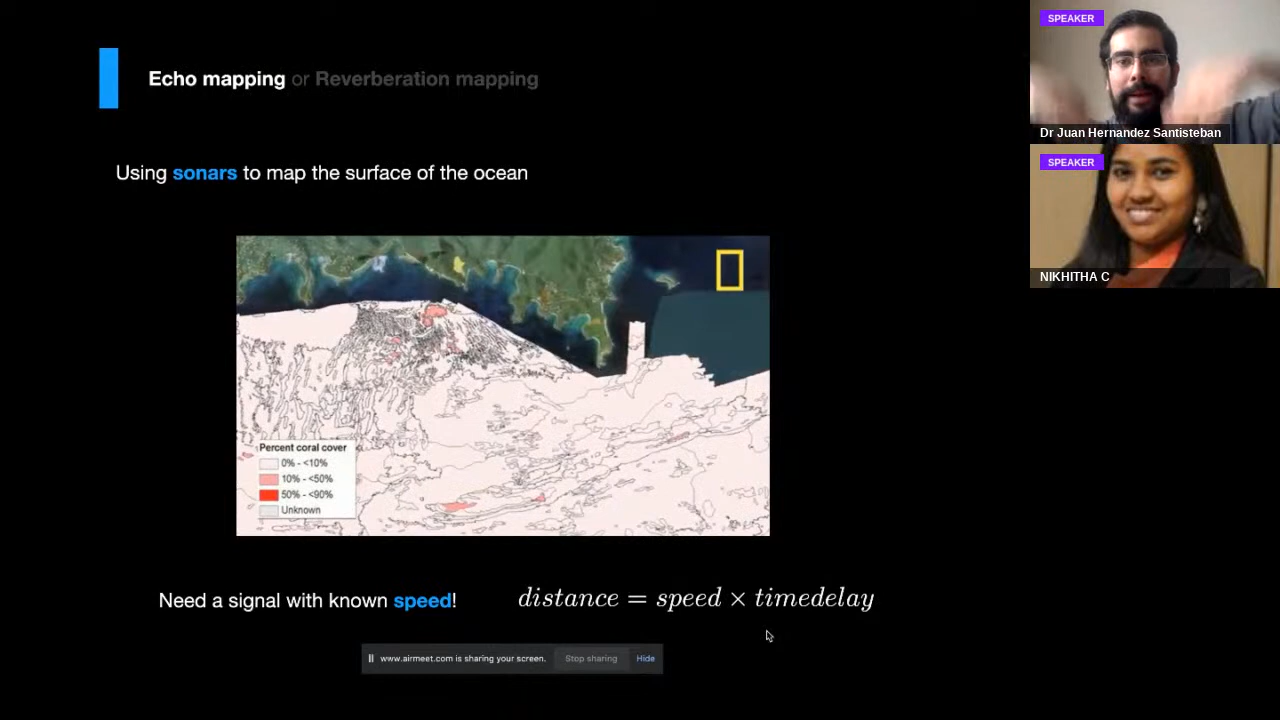 Echo mapping or Reverberation mapping
Using sonars to map the surface of the ocean
Percent coral cover
0% - <10%
10% - <50%
50% - <90%
Unknown
Need a signal with known speed!
distance = speed × timedelay
www.airmeet.com is sharing your screen. Stop sharing Hide
SPEAKER
Dr Juan Hernandez Santisteban
SPEAKER
NIKHITHA C